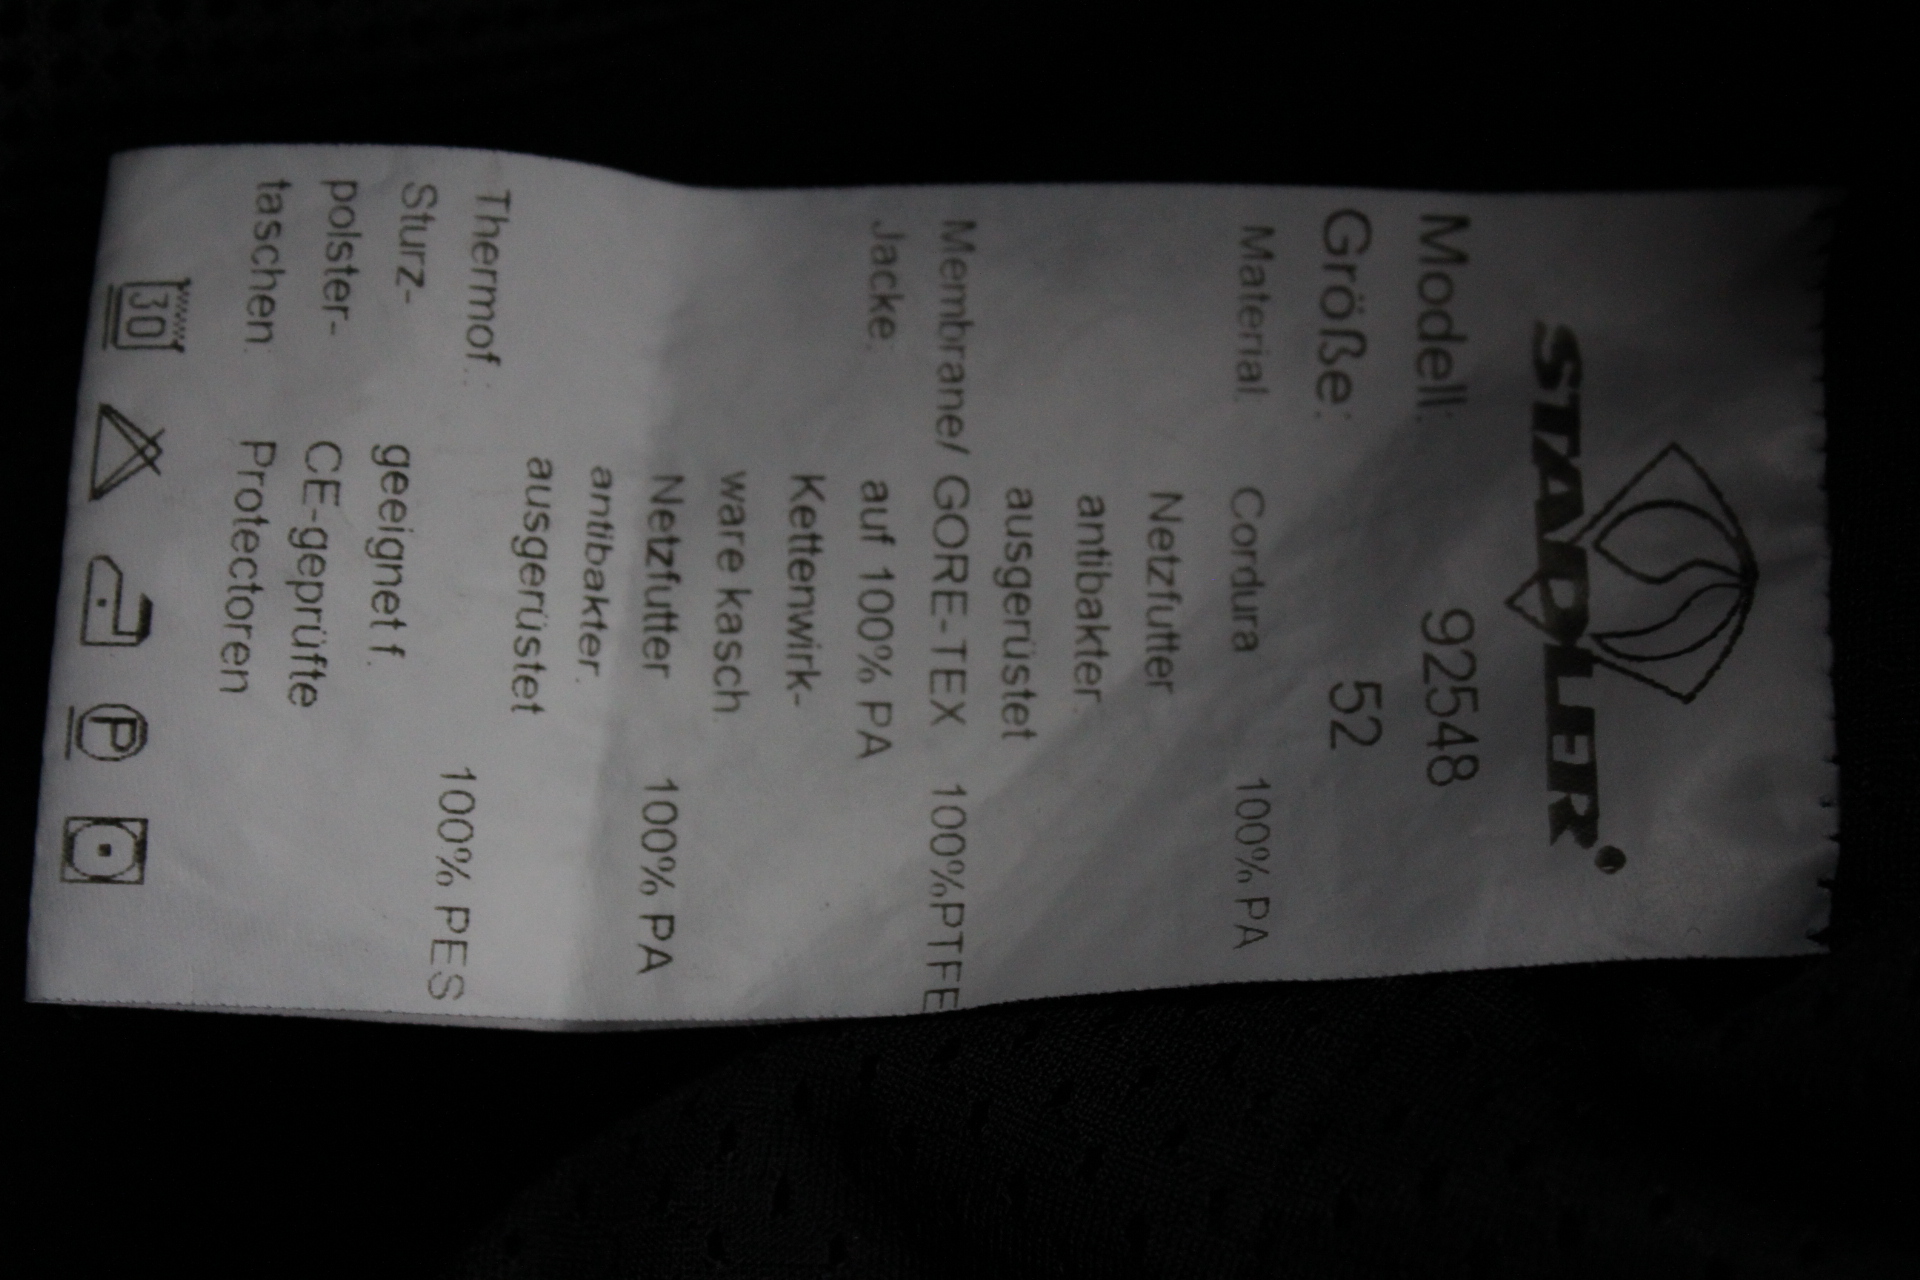 STADLER
Modell: 92548
Größe: 52
Material: Cordura 100% PA
Netzfutter
antibakter.
ausgerüstet
Membrane/ GORE-TEX 100%PTFE
Jacke: auf 100% PA
Kettenwirk-
ware kasch.
Netzfutter 100% PA
antibakter.
ausgerüstet
Thermof.: 100% PES
Sturz- geeignet f.
polster- CE-geprüfte
taschen: Protectoren
30 P